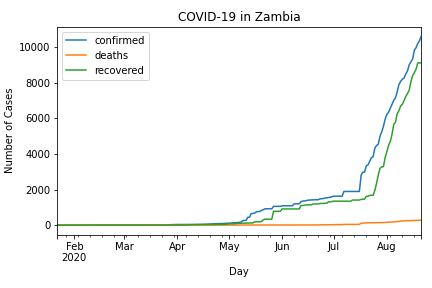 COVID-19 in Zambia
confirmed
deaths
recovered
Number of Cases
10000
8000
6000
4000
2000
0
Feb Mar Apr May Jun Jul Aug
2020
Day